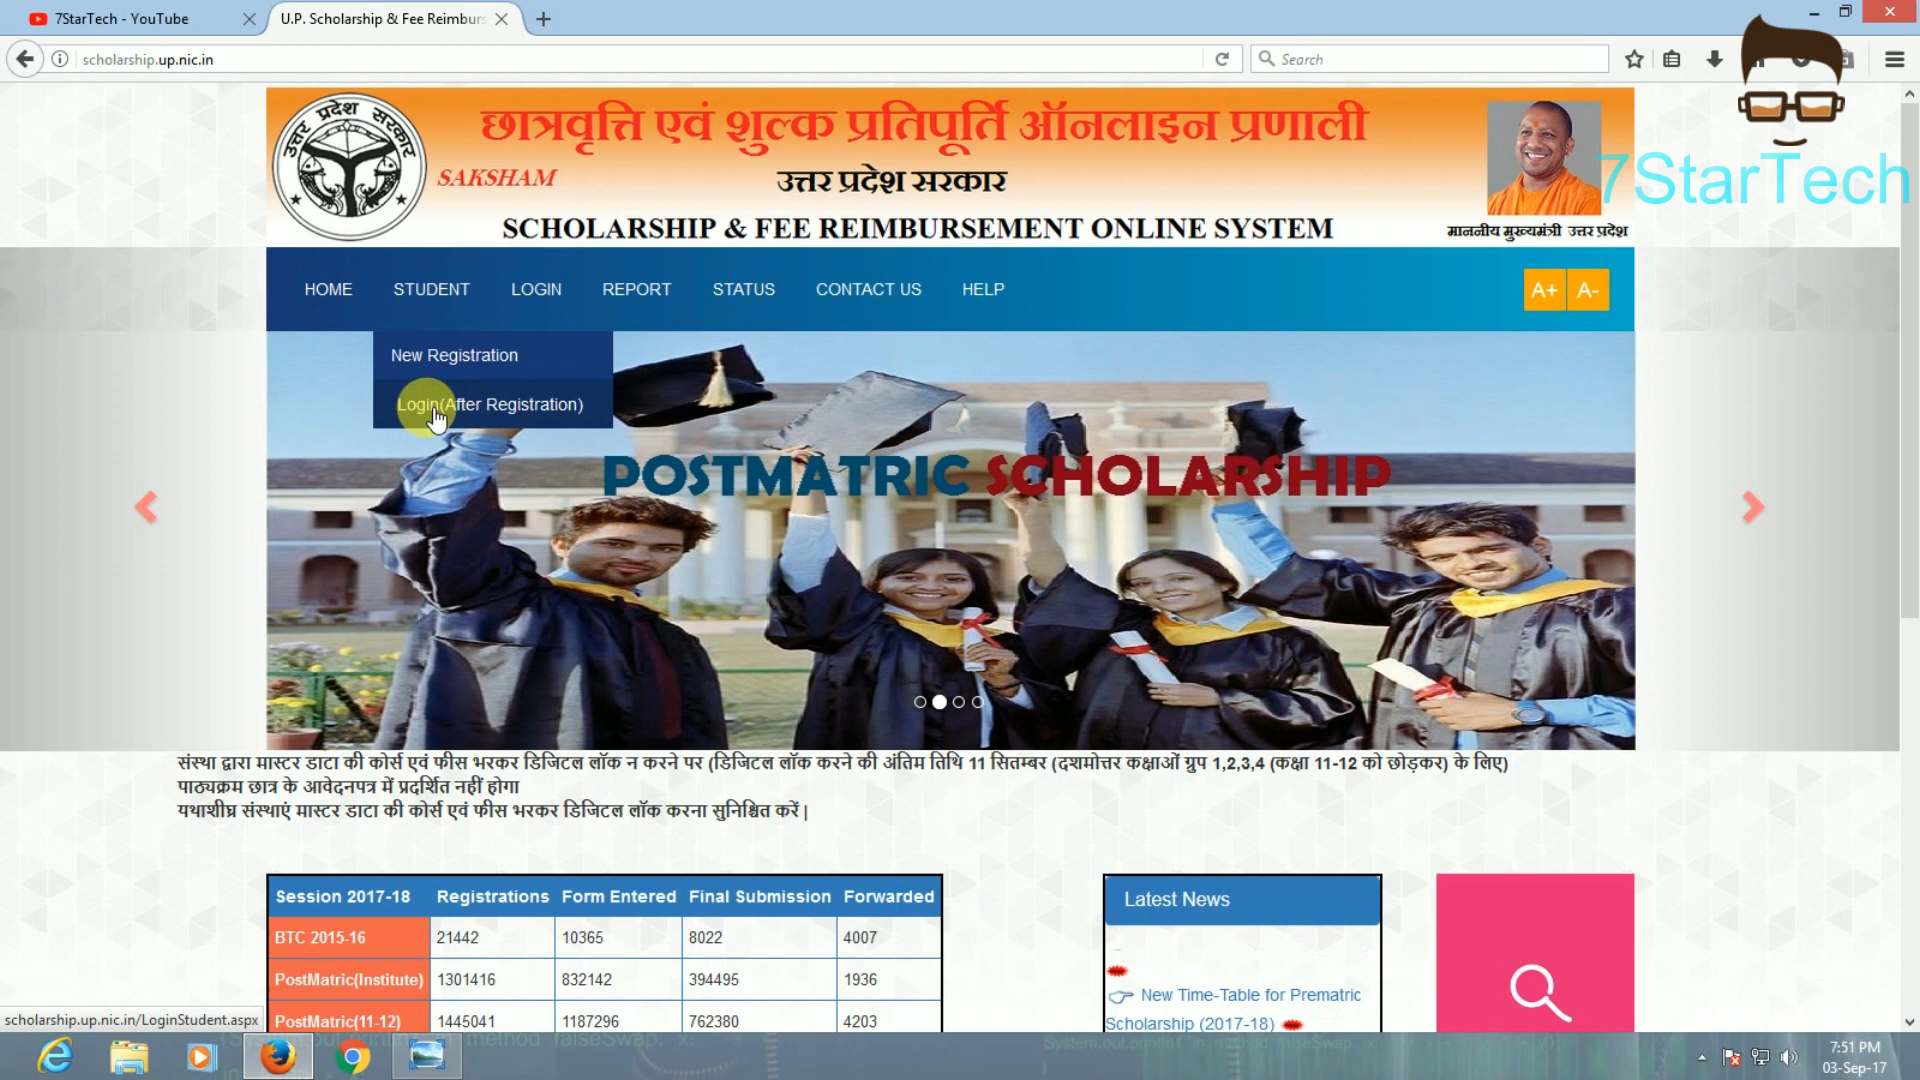 7StarTech - YouTube
U.P. Scholarship & Fee Reimburs
scholarship.up.nic.in
Search
उत्तर प्रदेश सरकार
छात्रवृत्ति एवं शुल्क प्रतिपूर्ति ऑनलाइन प्रणाली
SAKSHAM
उत्तर प्रदेश सरकार
SCHOLARSHIP & FEE REIMBURSEMENT ONLINE SYSTEM
7StarTech
माननीय मुख्यमंत्री उत्तर प्रदेश
HOME STUDENT LOGIN REPORT STATUS CONTACT US HELP A+ A-
New Registration
Login(After Registration)
POSTMATRIC SCHOLARSHIP
संस्था द्वारा मास्टर डाटा की कोर्स एवं फीस भरकर डिजिटल लॉक न करने पर (डिजिटल लॉक करने की अंतिम तिथि 11 सितम्बर (दशमोत्तर कक्षाओं ग्रुप 1,2,3,4 (कक्षा 11-12 को छोड़कर) के लिए)
पाठ्यक्रम छात्र के आवेदनपत्र में प्रदर्शित नहीं होगा
यथाशीघ्र संस्थाएं मास्टर डाटा की कोर्स एवं फीस भरकर डिजिटल लॉक करना सुनिश्चित करें |
Session 2017-18 Registrations Form Entered Final Submission Forwarded
BTC 2015-16 21442 10365 8022 4007
PostMatric(Institute) 1301416 832142 394495 1936
PostMatric(11-12) 1445041 1187296 762380 4203
Latest News
New Time-Table for Prematric
Scholarship (2017-18)
scholarship.up.nic.in/LoginStudent.aspx
7:51 PM
03-Sep-17